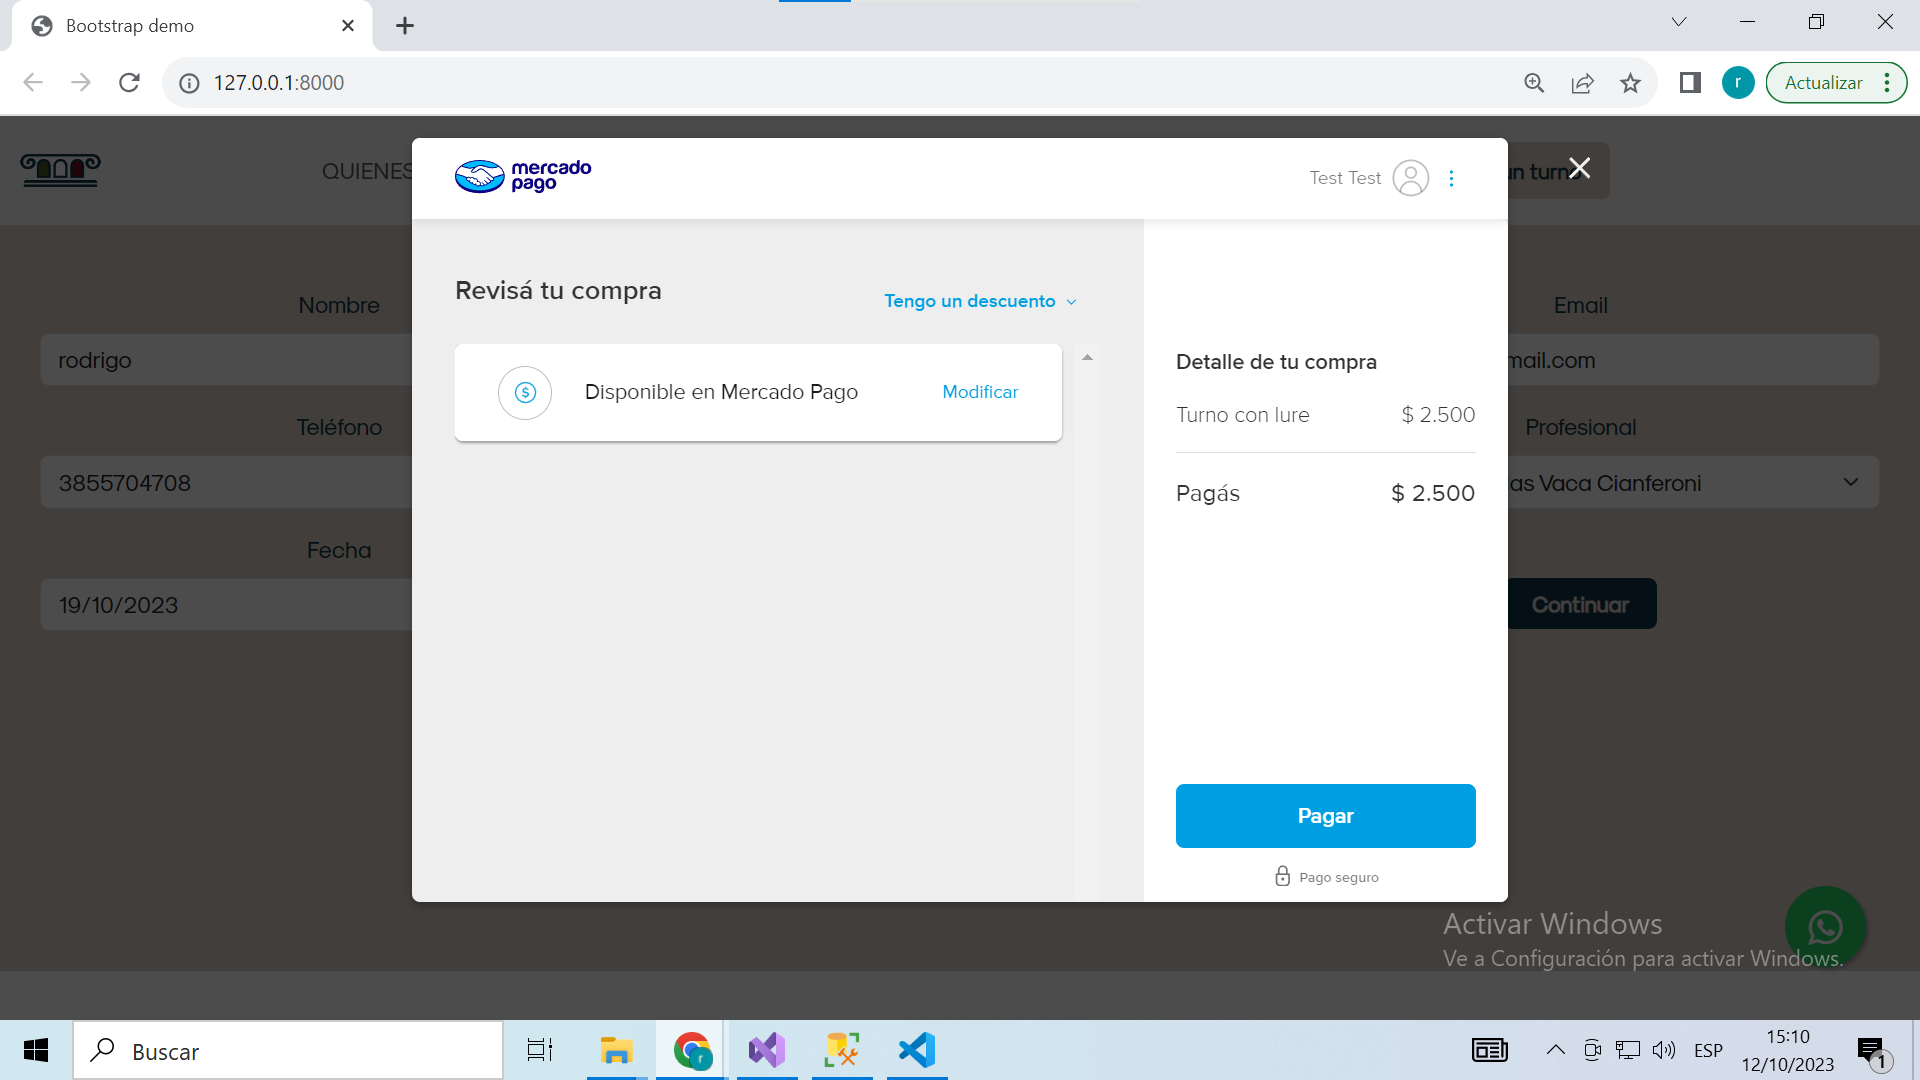 Bootstrap demo
127.0.0.1:8000
r
Actualizar
QUIENES
mercado
pago
Test Test
un turno
Nombre
Email
rodrigo
mail.com
Teléfono
Profesional
3855704708
as Vaca Cianferoni
Fecha
19/10/2023
Continuar
Revisá tu compra
Tengo un descuento
$
Disponible en Mercado Pago
Modificar
Detalle de tu compra
Turno con lure
$ 2.500
Pagás
$ 2.500
Pagar
Pago seguro
Activar Windows
Ve a Configuración para activar Windows.
Buscar
r
ESP
15:10
12/10/2023
1